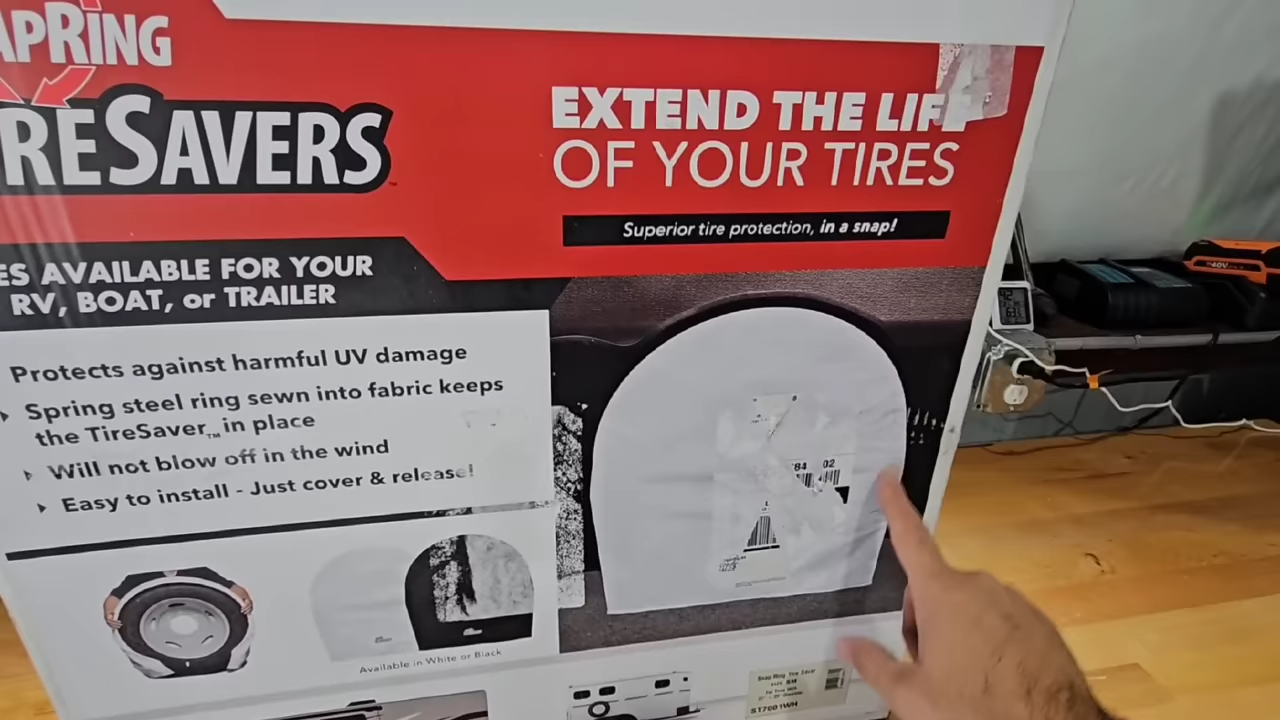 APRiNG
RESAVERS
EXTEND THE LIFE
OF YOUR TIRES
Superior tire protection, in a snap!
ES AVAILABLE FOR YOUR
RV, BOAT, or TRAILER
Protects against harmful UV damage
Spring steel ring sewn into fabric keeps
the TireSaver™ in place
Will not blow off in the wind
Easy to install - Just cover & release!
84 02
40V
Available in White or Black
Snap Ring Tire Saver
ST7001WH